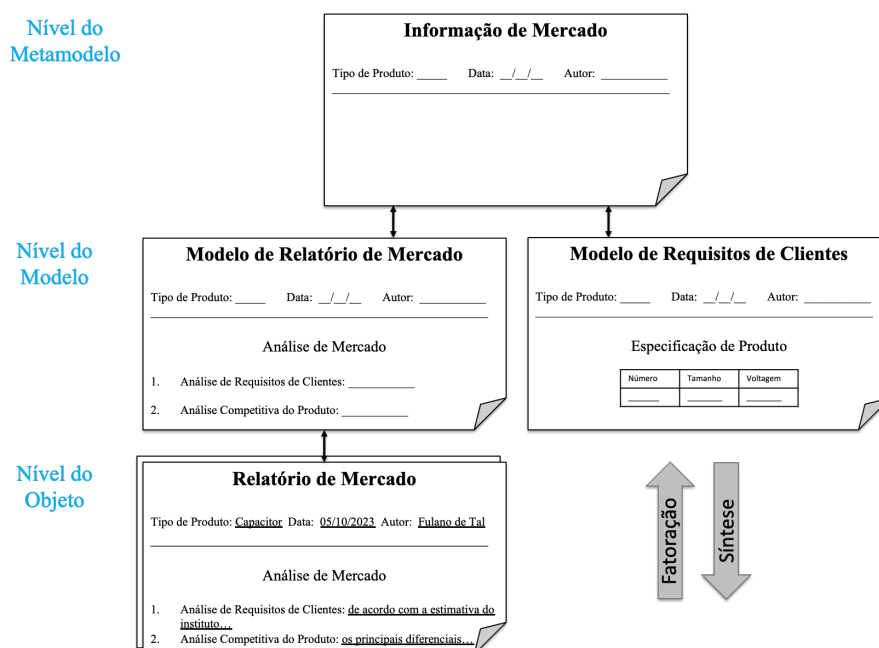 Nível do
Metamodelo
Informação de Mercado
Tipo de Produto: _____ Data: __/__/__ Autor: ___________
Nível do
Modelo
Modelo de Relatório de Mercado
Tipo de Produto: _____ Data: __/__/__ Autor: ___________
Análise de Mercado
1. Análise de Requisitos de Clientes: ___________
2. Análise Competitiva do Produto: ___________
Modelo de Requisitos de Clientes
Tipo de Produto: _____ Data: __/__/__ Autor: ___________
Especificação de Produto
Número Tamanho Voltagem
______ ______ ______
Nível do
Objeto
Relatório de Mercado
Tipo de Produto: Capacitor Data: 05/10/2023 Autor: Fulano de Tal
Análise de Mercado
1. Análise de Requisitos de Clientes: de acordo com a estimativa do
instituto…
2. Análise Competitiva do Produto: os principais diferenciais…
Fatoração
Síntese